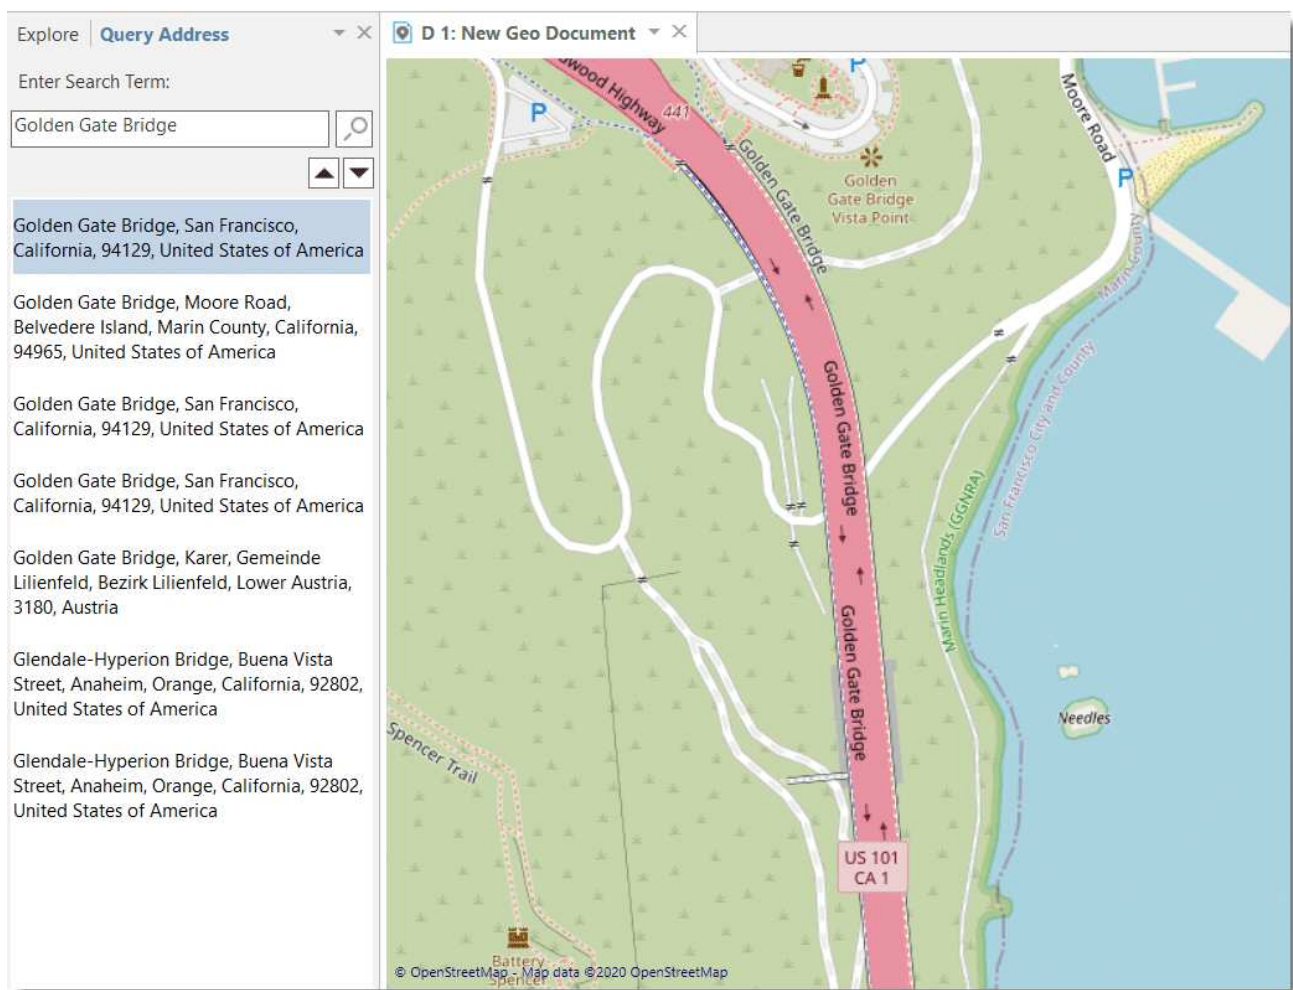 Explore
Query Address
D 1: New Geo Document
Enter Search Term:
Golden Gate Bridge
Golden Gate Bridge, San Francisco,
California, 94129, United States of America
Golden Gate Bridge, Moore Road,
Belvedere Island, Marin County, California,
94965, United States of America
Golden Gate Bridge, San Francisco,
California, 94129, United States of America
Golden Gate Bridge, San Francisco,
California, 94129, United States of America
Golden Gate Bridge, Karer, Gemeinde
Lilienfeld, Bezirk Lilienfeld, Lower Austria,
3180, Austria
Glendale-Hyperion Bridge, Buena Vista
Street, Anaheim, Orange, California, 92802,
United States of America
Glendale-Hyperion Bridge, Buena Vista
Street, Anaheim, Orange, California, 92802,
United States of America
P
wood Highway
441
P
Moore Road
Golden Gate Bridge
Golden
Gate Bridge
Vista Point
P
Marin County
San Francisco City and County
Golden Gate Bridge
Marin Headlands (GGNRA)
Golden Gate Bridge
Needles
Spencer Trail
US 101
CA 1
Battery
Spencer
© OpenStreetMap - Map data ©2020 OpenStreetMap